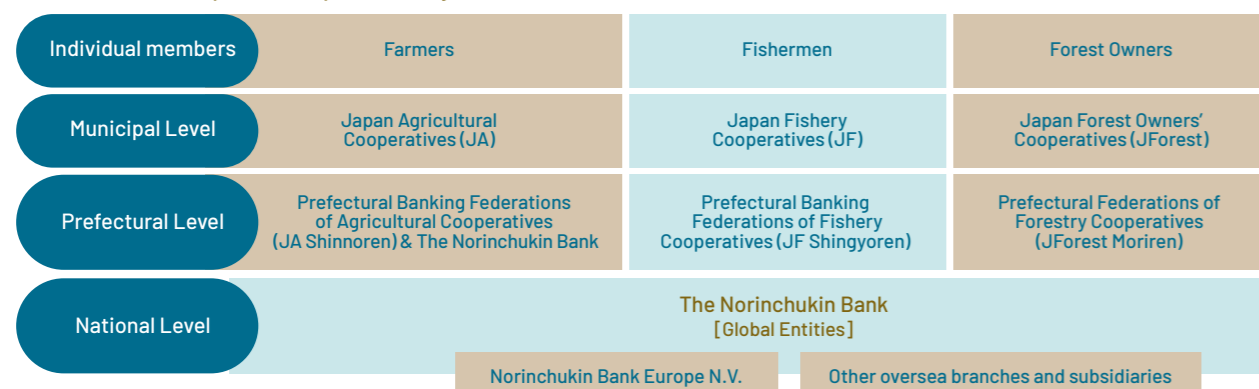 Individual members
Farmers
Fishermen
Forest Owners
Municipal Level
Japan Agricultural
Cooperatives (JA)
Japan Fishery
Cooperatives (JF)
Japan Forest Owners'
Cooperatives (JForest)
Prefectural Level
Prefectural Banking Federations
of Agricultural Cooperatives
(JA Shinnoren) & The Norinchukin Bank
Prefectural Banking
Federations of Fishery
Cooperatives (JF Shingyoren)
Prefectural Federations of
Forestry Cooperatives
(JForest Moriren)
National Level
The Norinchukin Bank
[Global Entities]
Norinchukin Bank Europe N.V.
Other oversea branches and subsidiaries